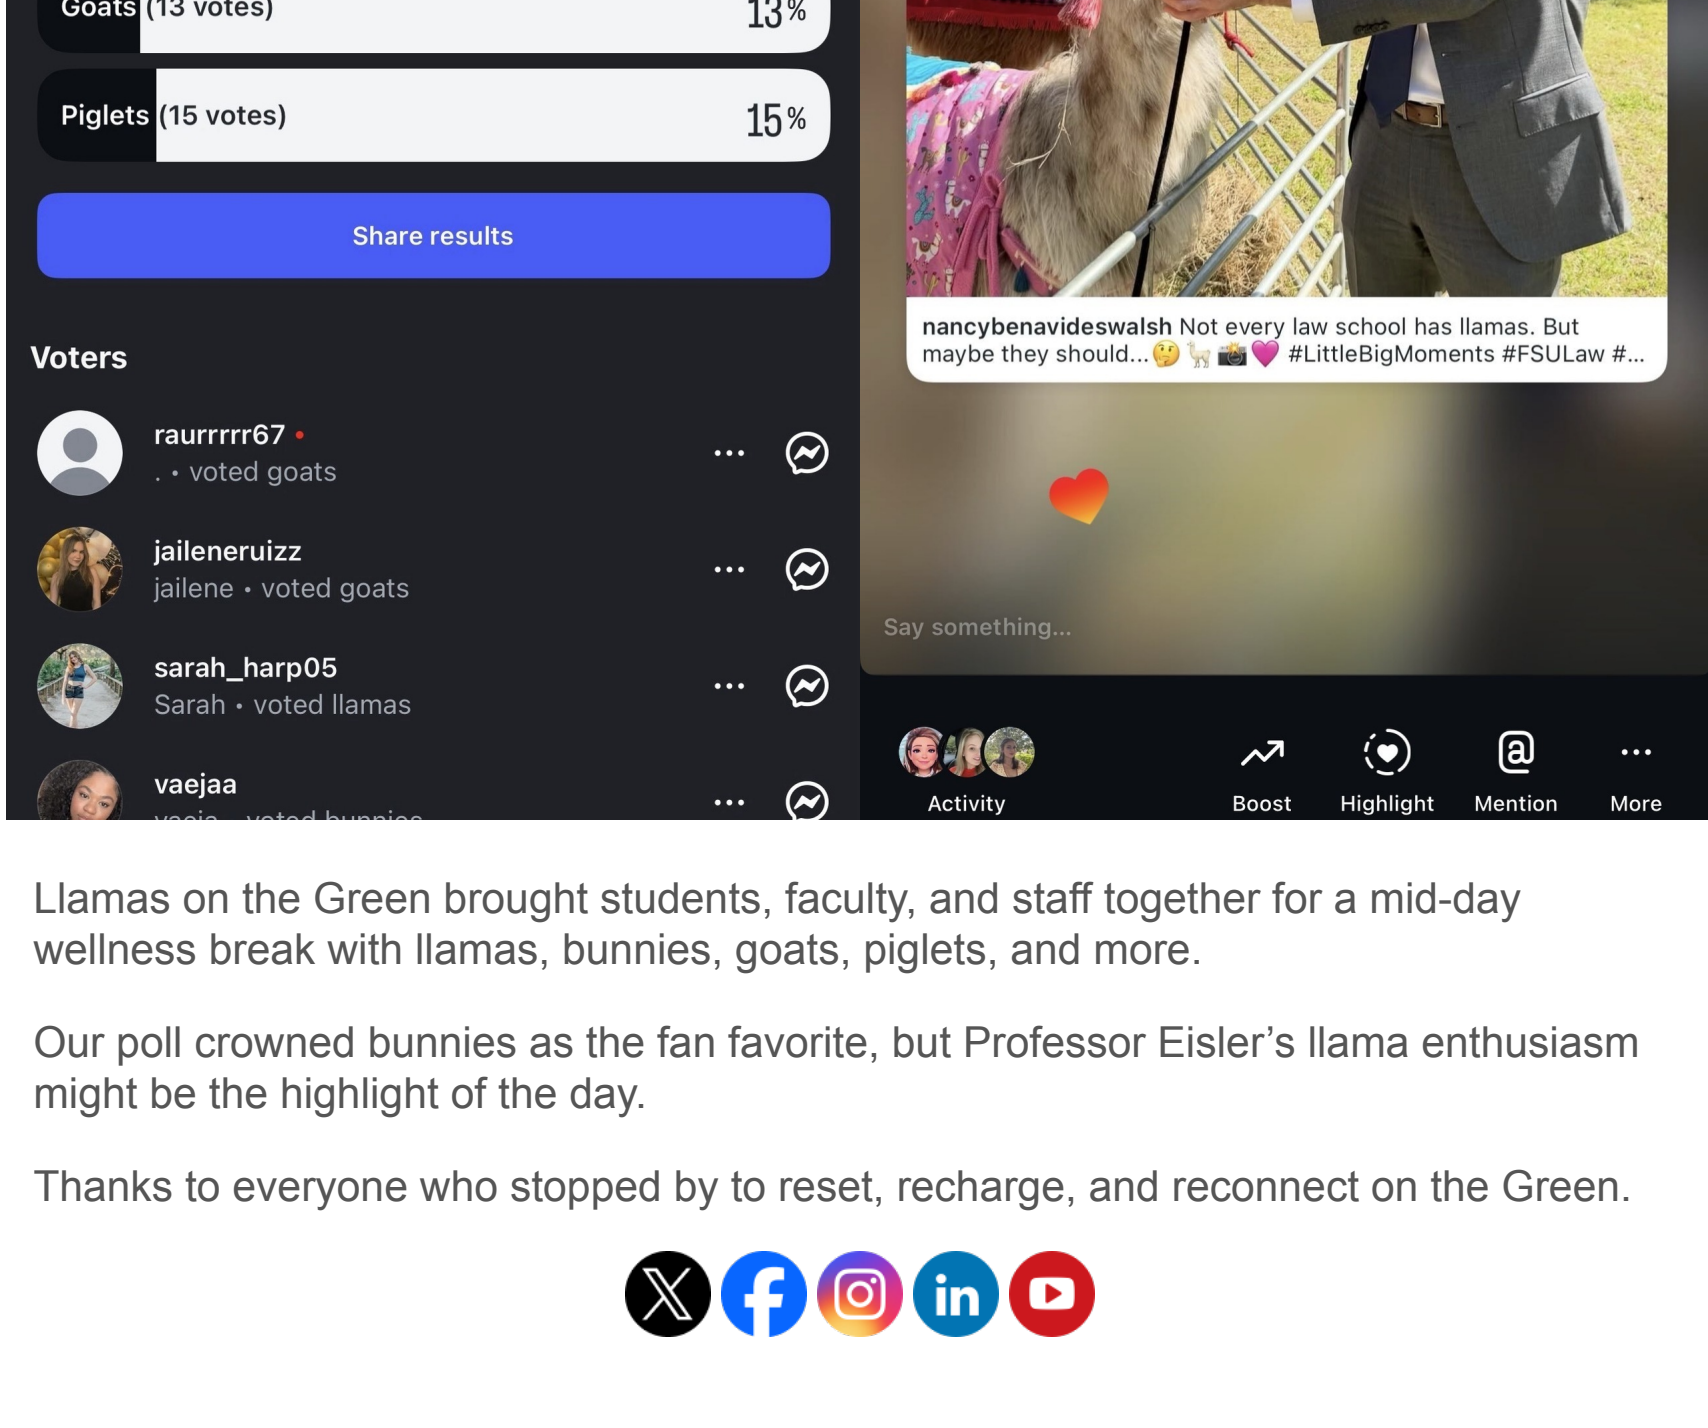 Goats (13 votes)
13%
Piglets (15 votes)
15%
Share results
Voters
raurrrrr67
. • voted goats
jaileneruizz
jailene • voted goats
sarah_harp05
Sarah • voted llamas
vaejaa
vaeja • voted bunnies
nancybenavideswalsh Not every law school has llamas. But
maybe they should...🤔🦙📸💗 #LittleBigMoments #FSULaw #...
Say something...
Activity
Boost
Highlight
Mention
More
Llamas on the Green brought students, faculty, and staff together for a mid-day
wellness break with llamas, bunnies, goats, piglets, and more.
Our poll crowned bunnies as the fan favorite, but Professor Eisler’s llama enthusiasm
might be the highlight of the day.
Thanks to everyone who stopped by to reset, recharge, and reconnect on the Green.